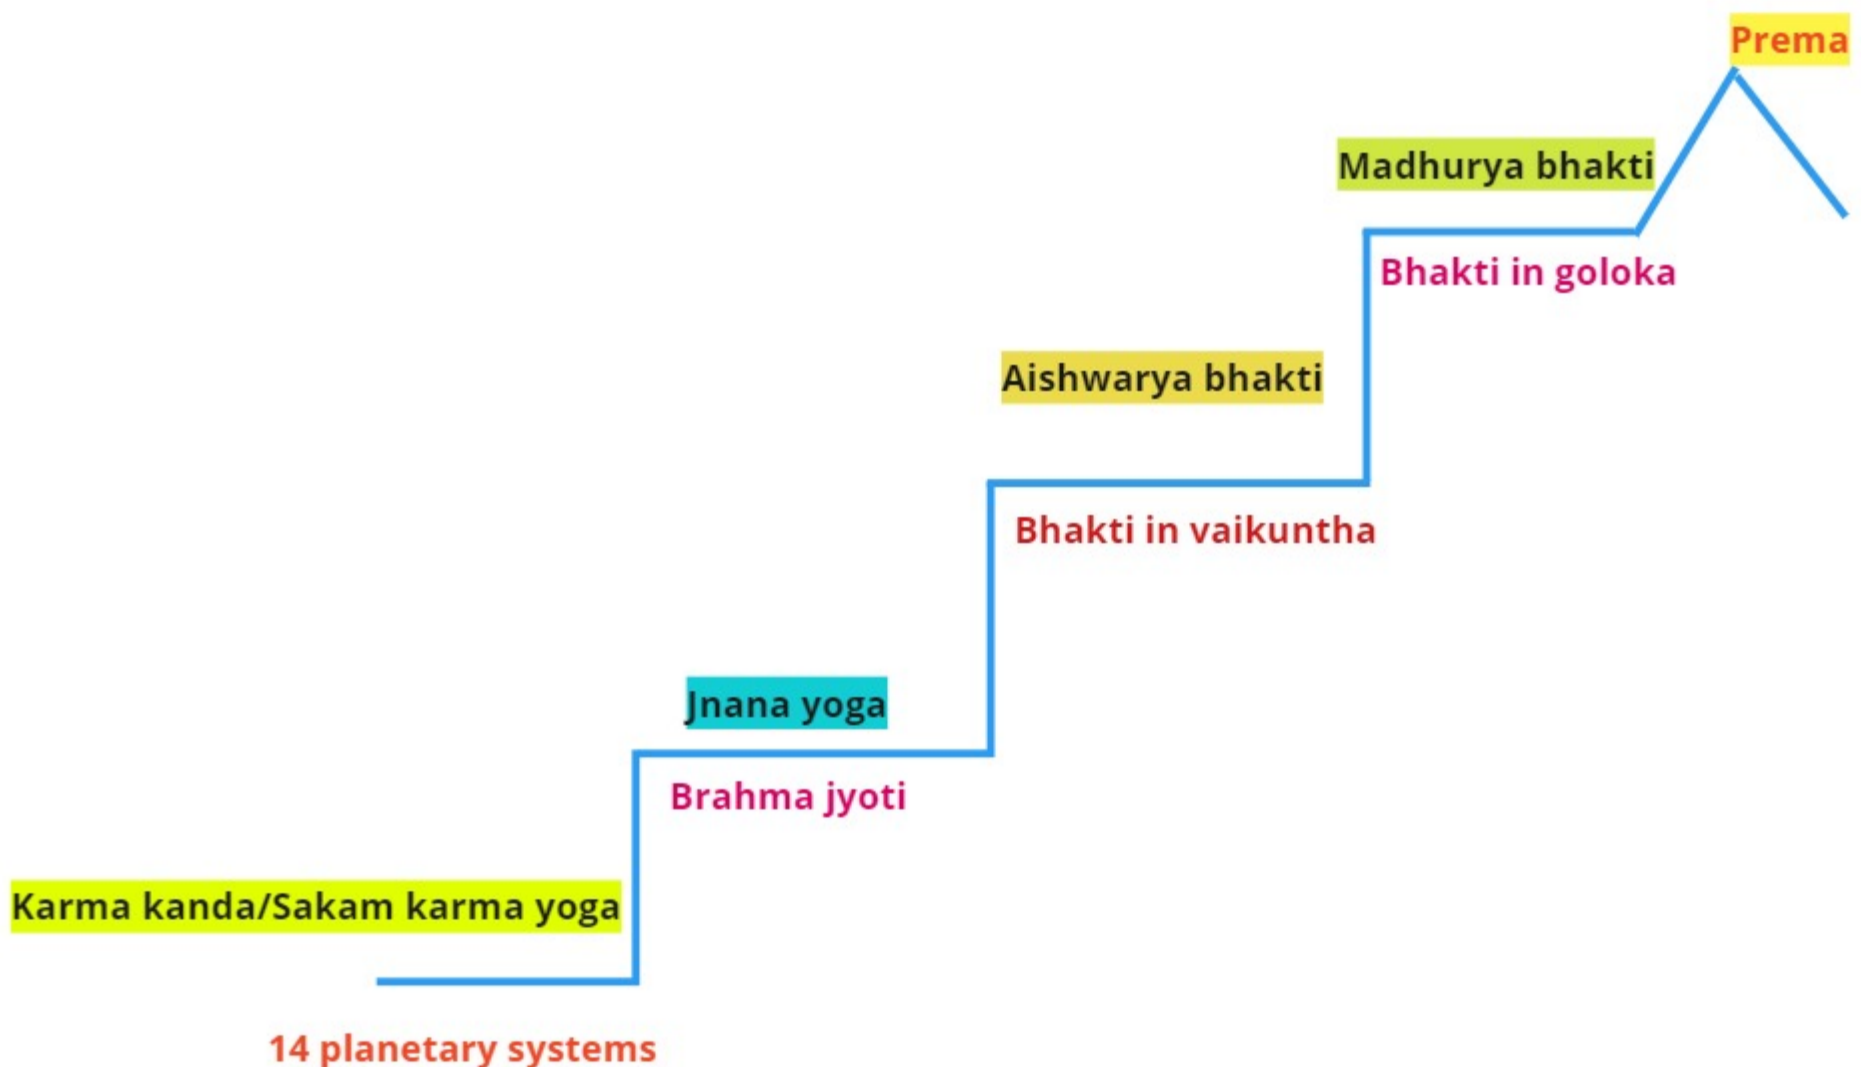 Prema
Madhurya bhakti
Bhakti in goloka
Aishwarya bhakti
Bhakti in vaikuntha
Jnana yoga
Brahma jyoti
Karma kanda/Sakam karma yoga
14 planetary systems